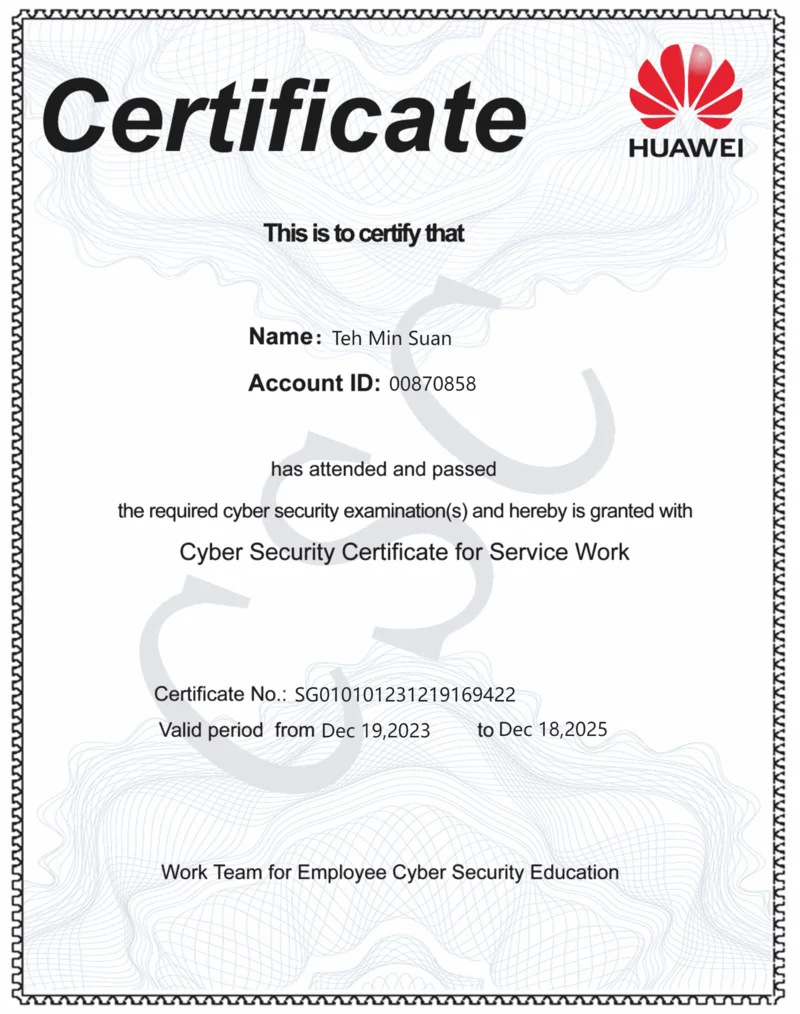 Certificate
HUAWEI
This is to certify that
Name: Teh Min Suan
Account ID: 00870858
has attended and passed
the required cyber security examination(s) and hereby is granted with
Cyber Security Certificate for Service Work
CSC
Certificate No.: SG010101231219169422
Valid period from Dec 19,2023 to Dec 18,2025
Work Team for Employee Cyber Security Education